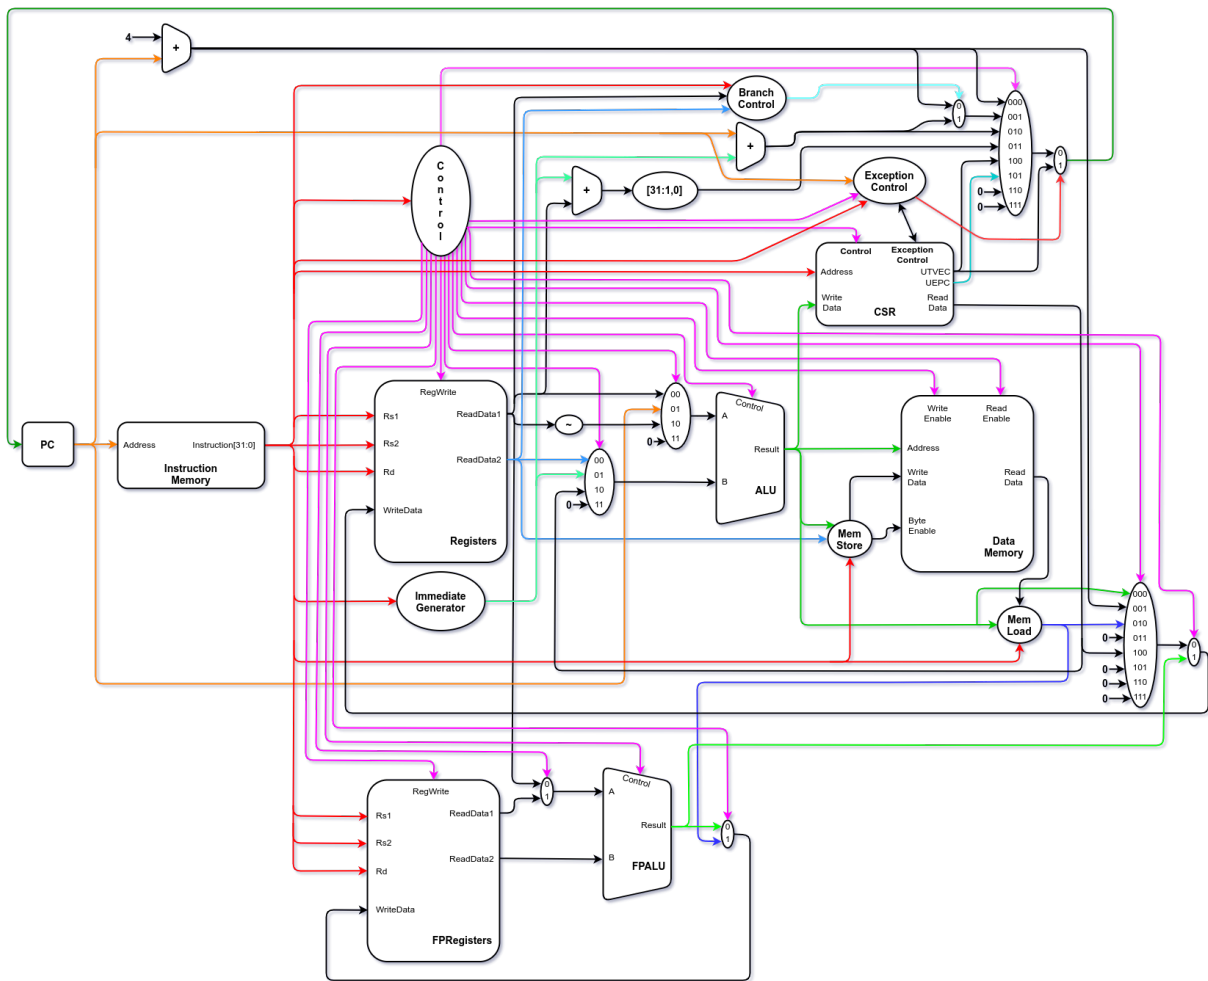 4
+
Branch
Control
0
1
000
001
010
011
100
101
110
111
0
0
0
1
+
+
[31:1,0]
Exception
Control
Control
Control
Exception
Control
Address
UTVEC
UEPC
Write
Data
Read
Data
CSR
PC
Address
Instruction[31:0]
Instruction
Memory
RegWrite
Rs1
Rs2
Rd
WriteData
ReadData1
ReadData2
Registers
~
00
01
10
11
0
00
01
10
11
0
Control
A
B
Result
ALU
Write
Enable
Read
Enable
Address
Write
Data
Read
Data
Byte
Enable
Data
Memory
Mem
Store
Mem
Load
Immediate
Generator
000
001
010
011
100
101
110
111
0
0
0
0
0
1
RegWrite
Rs1
Rs2
Rd
WriteData
ReadData1
ReadData2
FPRegisters
0
1
Control
A
B
Result
FPALU
0
1